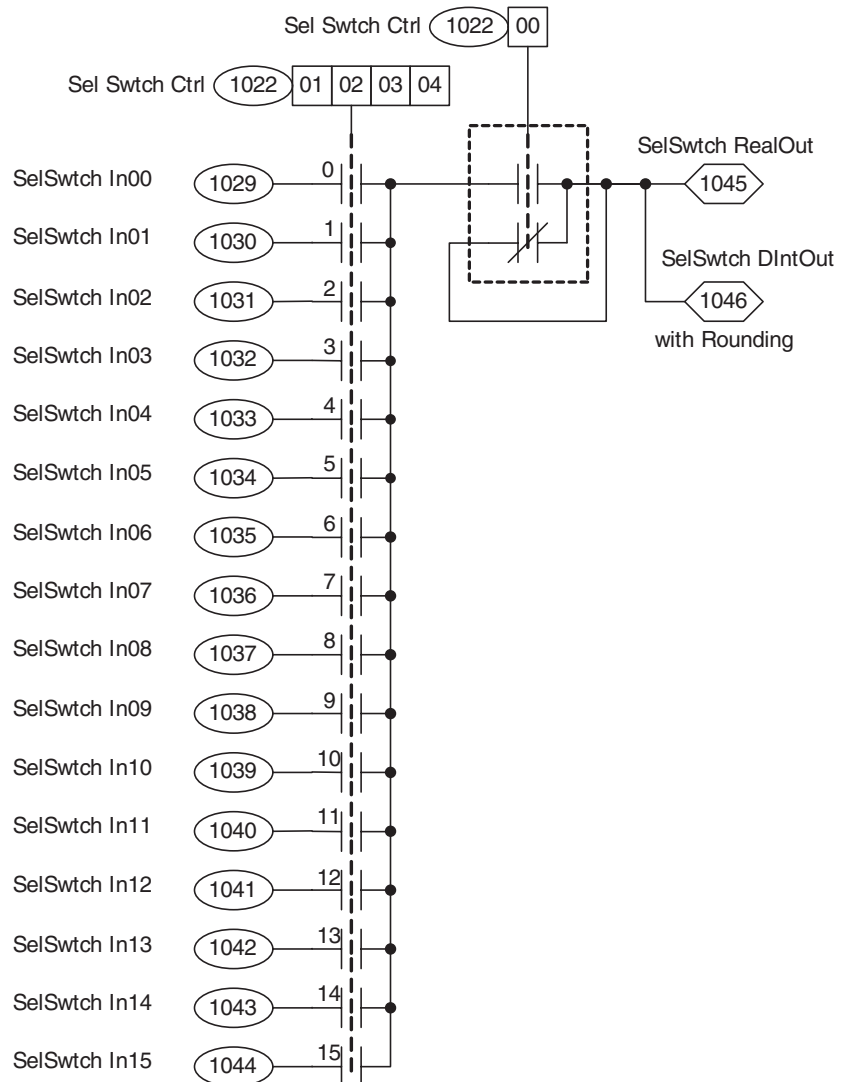 Sel Swtch Ctrl 1022 00
Sel Swtch Ctrl 1022 01 02 03 04
SelSwtch RealOut
1045
SelSwtch DIntOut
1046
with Rounding
SelSwtch In00 1029 0
SelSwtch In01 1030 1
SelSwtch In02 1031 2
SelSwtch In03 1032 3
SelSwtch In04 1033 4
SelSwtch In05 1034 5
SelSwtch In06 1035 6
SelSwtch In07 1036 7
SelSwtch In08 1037 8
SelSwtch In09 1038 9
SelSwtch In10 1039 10
SelSwtch In11 1040 11
SelSwtch In12 1041 12
SelSwtch In13 1042 13
SelSwtch In14 1043 14
SelSwtch In15 1044 15